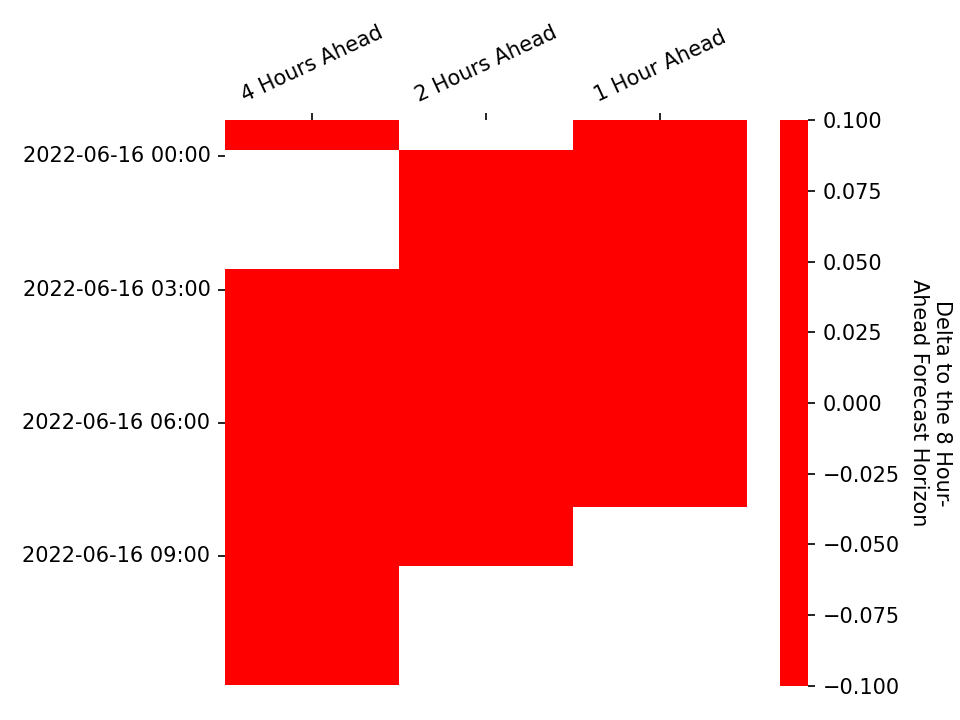 4 Hours Ahead
2 Hours Ahead
1 Hour Ahead
2022-06-16 00:00
2022-06-16 03:00
2022-06-16 06:00
2022-06-16 09:00
0.100
0.075
0.050
0.025
0.000
−0.025
−0.050
−0.075
−0.100
Delta to the 8 Hour-
Ahead Forecast Horizon